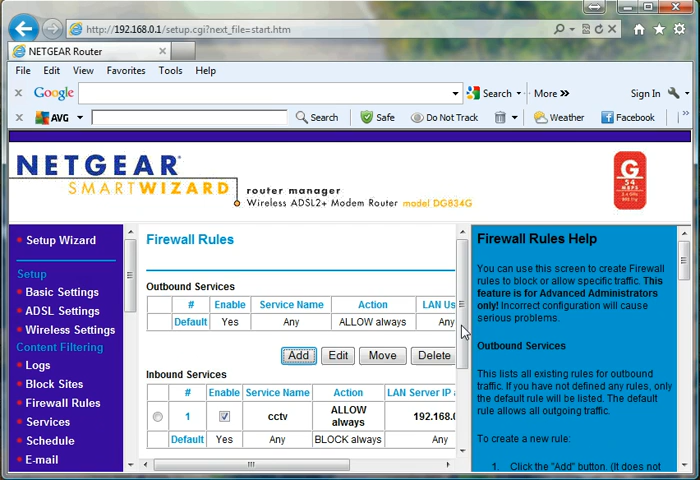 http://192.168.0.1/setup.cgi?next_file=start.htm
NETGEAR Router
File Edit View Favorites Tools Help
x Google Search More » Sign In
x AVG Search Safe Do Not Track Weather Facebook »
NETGEAR®
SMARTWIZARD
router manager
Wireless ADSL2+ Modem Router model DG834G
G
54
MBPS
Setup Wizard
Setup
Basic Settings
ADSL Settings
Wireless Settings
Content Filtering
Logs
Block Sites
Firewall Rules
Services
Schedule
E-mail
Firewall Rules
Outbound Services
# Enable Service Name Action LAN Us
Default Yes Any ALLOW always Any
Add Edit Move Delete
Inbound Services
# Enable Service Name Action LAN Server IP
1 cctv ALLOW always 192.168.
Default Yes Any BLOCK always
Firewall Rules Help
You can use this screen to create Firewall
rules to block or allow specific traffic. This
feature is for Advanced Administrators
only! Incorrect configuration will cause
serious problems.
Outbound Services
This lists all existing rules for outbound
traffic. If you have not defined any rules, only
the default rule will be listed. The default
rule allows all outgoing traffic.
To create a new rule:
1. Click the "Add" button. (It does not